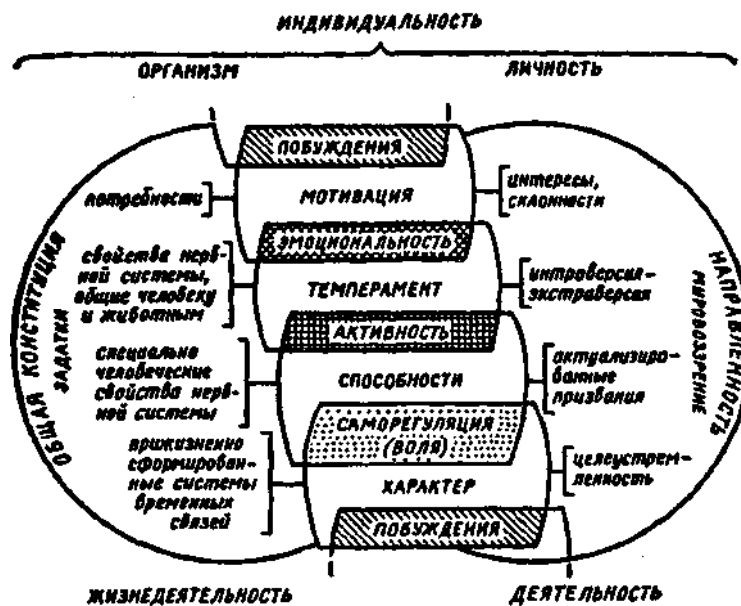 ИНДИВИДУАЛЬНОСТЬ
ОРГАНИЗМ
ЛИЧНОСТЬ
ПОБУЖДЕНИЯ
потребности
МОТИВАЦИЯ
интересы,
склонности
ЭМОЦИОНАЛЬНОСТЬ
свойства нерв-
ной системы,
общие человеку
и животным
ТЕМПЕРАМЕНТ
интроверсия-
экстраверсия
АКТИВНОСТЬ
специально
человеческие
свойства нерв-
ной системы
СПОСОБНОСТИ
актуализиро-
ванные
призвания
САМОРЕГУЛЯЦИЯ
(ВОЛЯ)
прижизненно
сформирован-
ные системы
временных
связей
ХАРАКТЕР
целеустрем-
ленность
ПОБУЖДЕНИЯ
ОБЩАЯ КОНСТИТУЦИЯ
ЗАДАТКИ
НАПРАВЛЕННОСТЬ
МИРОВОЗЗРЕНИЕ
ЖИЗНЕДЕЯТЕЛЬНОСТЬ
ДЕЯТЕЛЬНОСТЬ